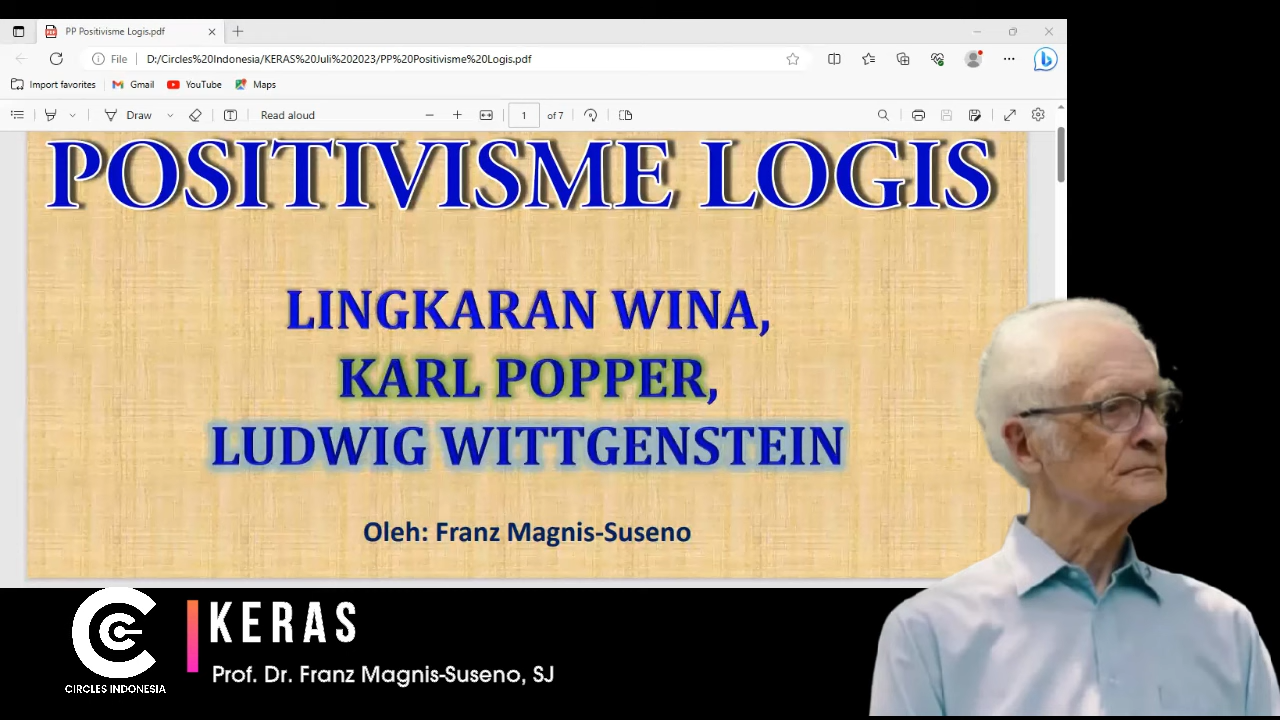 PP Positivisme Logis.pdf
File
D:/Circles%20Indonesia/KERAS%20Juli%202023/PP%20Positivisme%20Logis.pdf
Import favorites
Gmail
YouTube
Maps
Draw
Read aloud
1
of 7
POSITIVISME LOGIS
LINGKARAN WINA,
KARL POPPER,
LUDWIG WITTGENSTEIN
Oleh: Franz Magnis-Suseno
KERAS
Prof. Dr. Franz Magnis-Suseno, SJ
CIRCLES INDONESIA